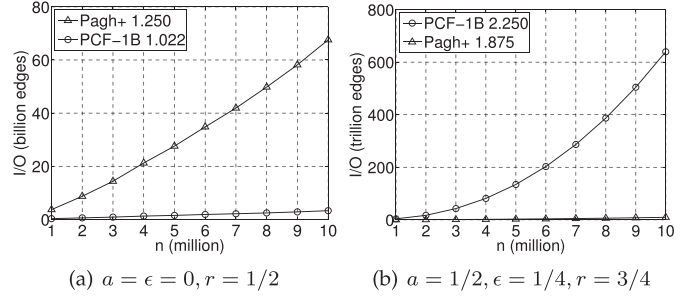 80
60
40
20
0
I/O (billion edges)
Pagh+ 1.250
PCF−1B 1.022
1 2 3 4 5 6 7 8 9 10
n (million)
(a) a = ϵ = 0, r = 1/2
800
600
400
200
0
I/O (trillion edges)
PCF−1B 2.250
Pagh+ 1.875
1 2 3 4 5 6 7 8 9 10
n (million)
(b) a = 1/2, ϵ = 1/4, r = 3/4